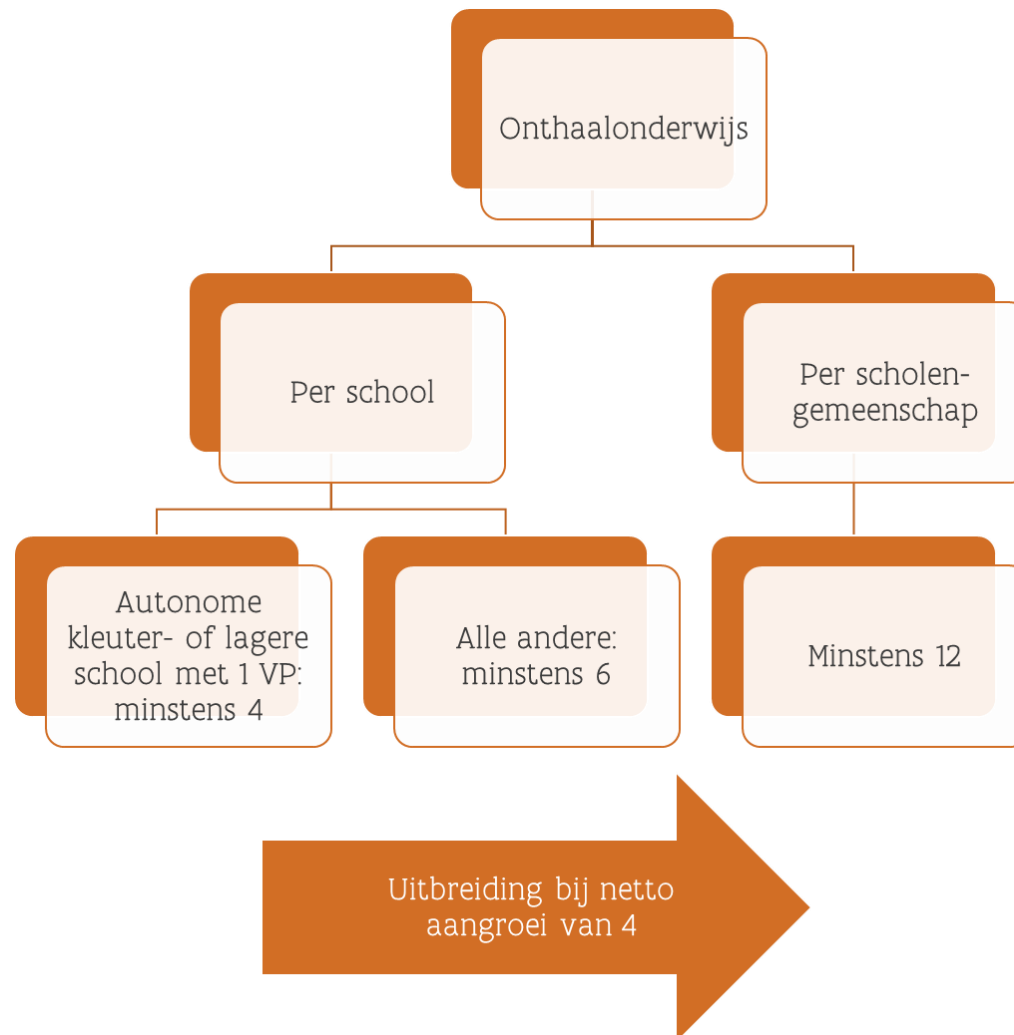 Onthaalonderwijs
Per school
Per scholen-
gemeenschap
Autonome
kleuter- of lagere
school met 1 VP:
minstens 4
Alle andere:
minstens 6
Minstens 12
Uitbreiding bij netto
aangroei van 4